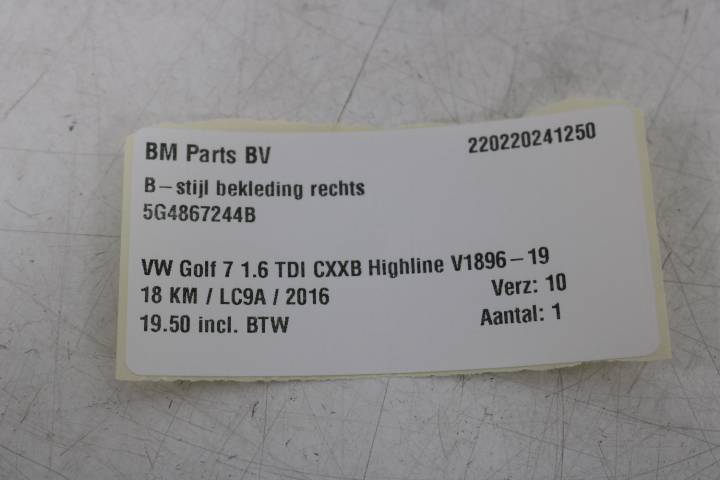 BM Parts BV 220220241250
B-stijl bekleding rechts
5G4867244B
VW Golf 7 1.6 TDI CXXB Highline V1896-19
18 KM / LC9A / 2016 Verz: 10
19.50 incl. BTW Aantal: 1